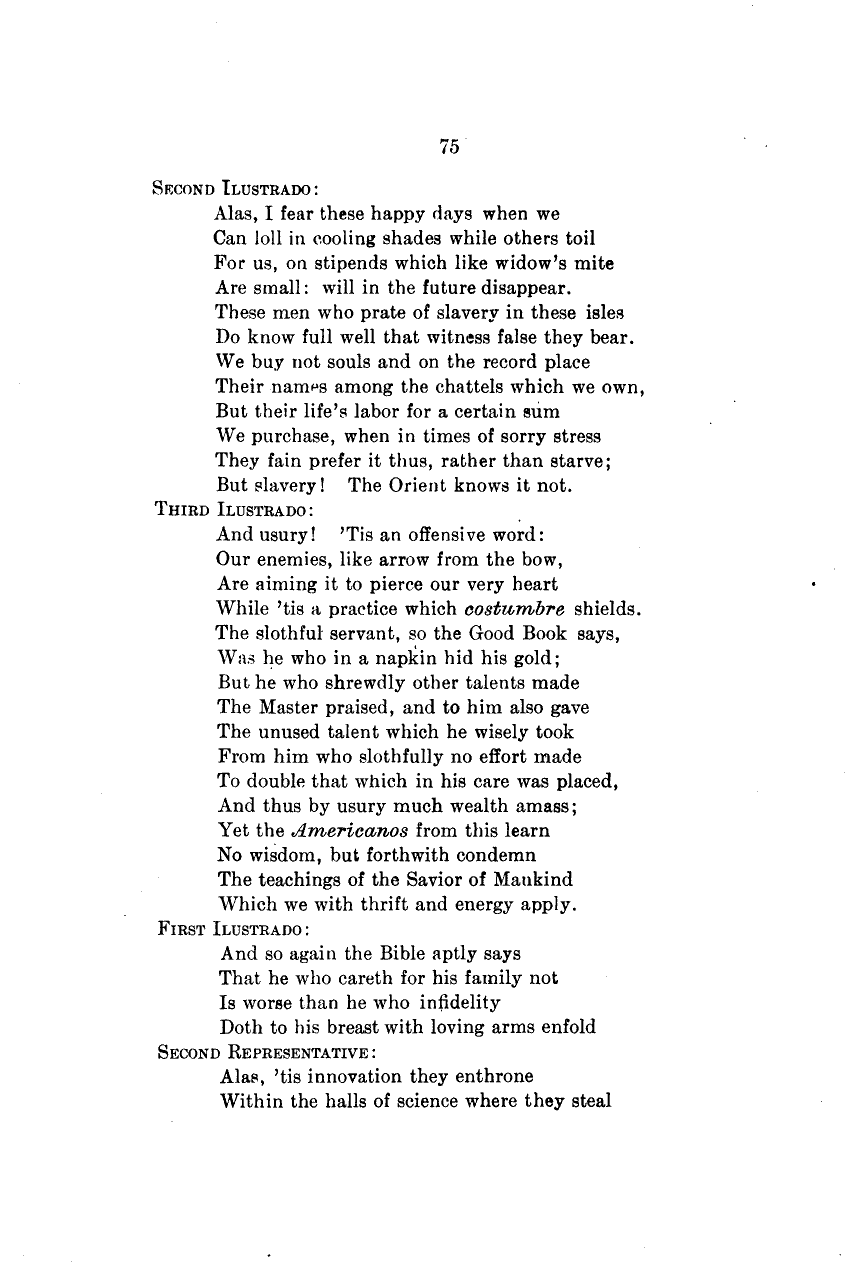 75
SECOND ILUSTRADO:
Alas, I fear these happy days when we
Can loll in cooling shades while others toil
For us, on stipends which like widow's mite
Are small: will in the future disappear.
These men who prate of slavery in these isles
Do know full well that witness false they bear.
We buy not souls and on the record place
Their names among the chattels which we own,
But their life's labor for a certain sum
We purchase, when in times of sorry stress
They fain prefer it thus, rather than starve;
But slavery! The Orient knows it not.
THIRD ILUSTRADO:
And usury! 'Tis an offensive word:
Our enemies, like arrow from the bow,
Are aiming it to pierce our very heart
While 'tis a practice which costumbre shields.
The slothful servant, so the Good Book says,
Was he who in a napkin hid his gold;
But he who shrewdly other talents made
The Master praised, and to him also gave
The unused talent which he wisely took
From him who slothfully no effort made
To double that which in his care was placed,
And thus by usury much wealth amass;
Yet the Americanos from this learn
No wisdom, but forthwith condemn
The teachings of the Savior of Mankind
Which we with thrift and energy apply.
FIRST ILUSTRADO:
And so again the Bible aptly says
That he who careth for his family not
Is worse than he who infidelity
Doth to his breast with loving arms enfold
SECOND REPRESENTATIVE:
Alas, 'tis innovation they enthrone
Within the halls of science where they steal